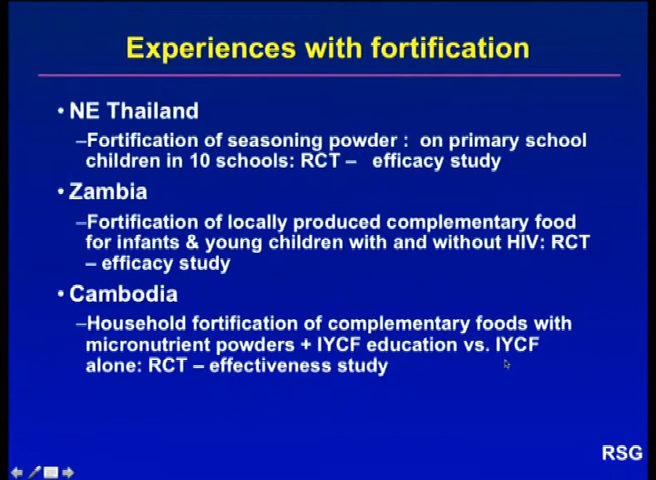 Experiences with fortification
• NE Thailand
–Fortification of seasoning powder : on primary school
children in 10 schools: RCT – efficacy study
• Zambia
–Fortification of locally produced complementary food
for infants & young children with and without HIV: RCT
– efficacy study
• Cambodia
–Household fortification of complementary foods with
micronutrient powders + IYCF education vs. IYCF
alone: RCT – effectiveness study
RSG